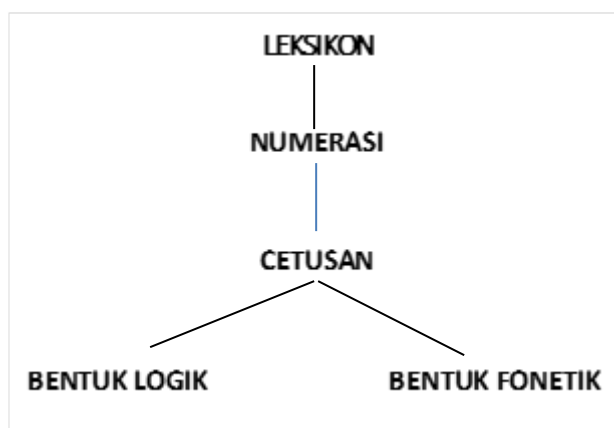 LEKSIKON
NUMERASI
CETUSAN
BENTUK LOGIK BENTUK FONETIK